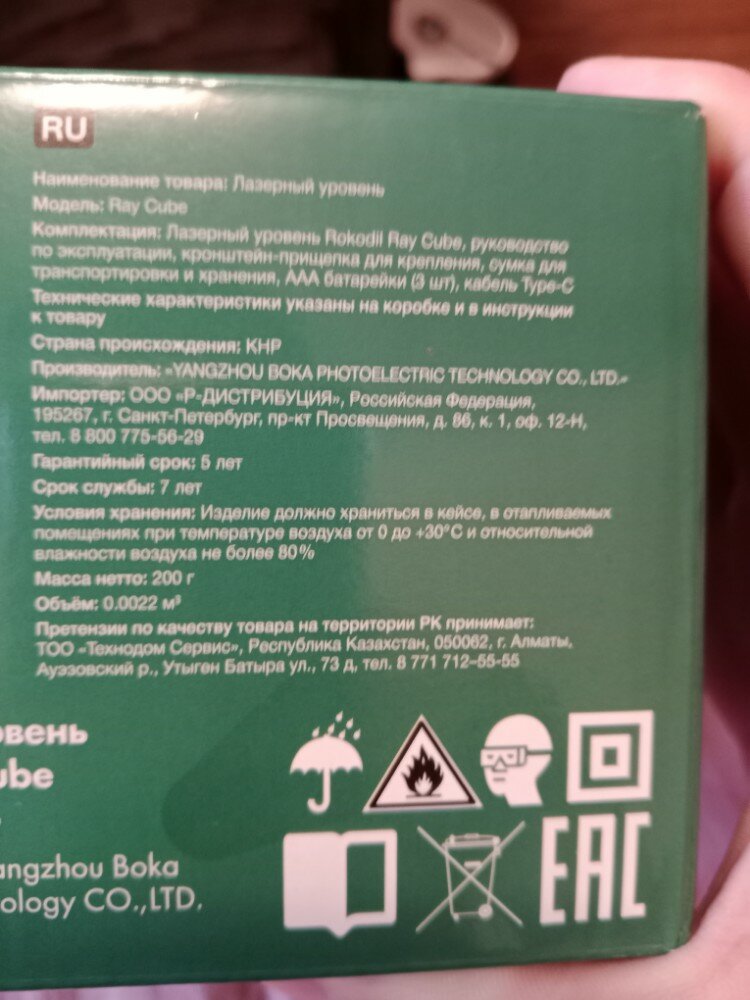 RU
Наименование товара: Лазерный уровень
Модель: Ray Cube
Комплектация: Лазерный уровень Rokodil Ray Cube, руководство
по эксплуатации, кронштейн-прищепка для крепления, сумка для
транспортировки и хранения, ААА батарейки (3 шт), кабель Type-C
Технические характеристики указаны на коробке и в инструкции
к товару
Страна происхождения: КНР
Производитель: «YANGZHOU BOKA PHOTOELECTRIC TECHNOLOGY CO., LTD.»
Импортер: ООО «Р-ДИСТРИБУЦИЯ», Российская Федерация,
195267, г. Санкт-Петербург, пр-кт Просвещения, д. 86, к. 1, оф. 12-Н,
тел. 8 800 775-56-29
Гарантийный срок: 5 лет
Срок службы: 7 лет
Условия хранения: Изделие должно храниться в кейсе, в отапливаемых
помещениях при температуре воздуха от 0 до +30°C и относительной
влажности воздуха не более 80%
Масса нетто: 200 г
Объём: 0.0022 м³
Претензии по качеству товара на территории РК принимает:
ТОО «Технодом Сервис», Республика Казахстан, 050062, г. Алматы,
Ауэзовский р., Утыген Батыра ул., 73 д, тел. 8 771 712-55-55
овень
ube
angzhou Boka
ology CO.,LTD.
EAC